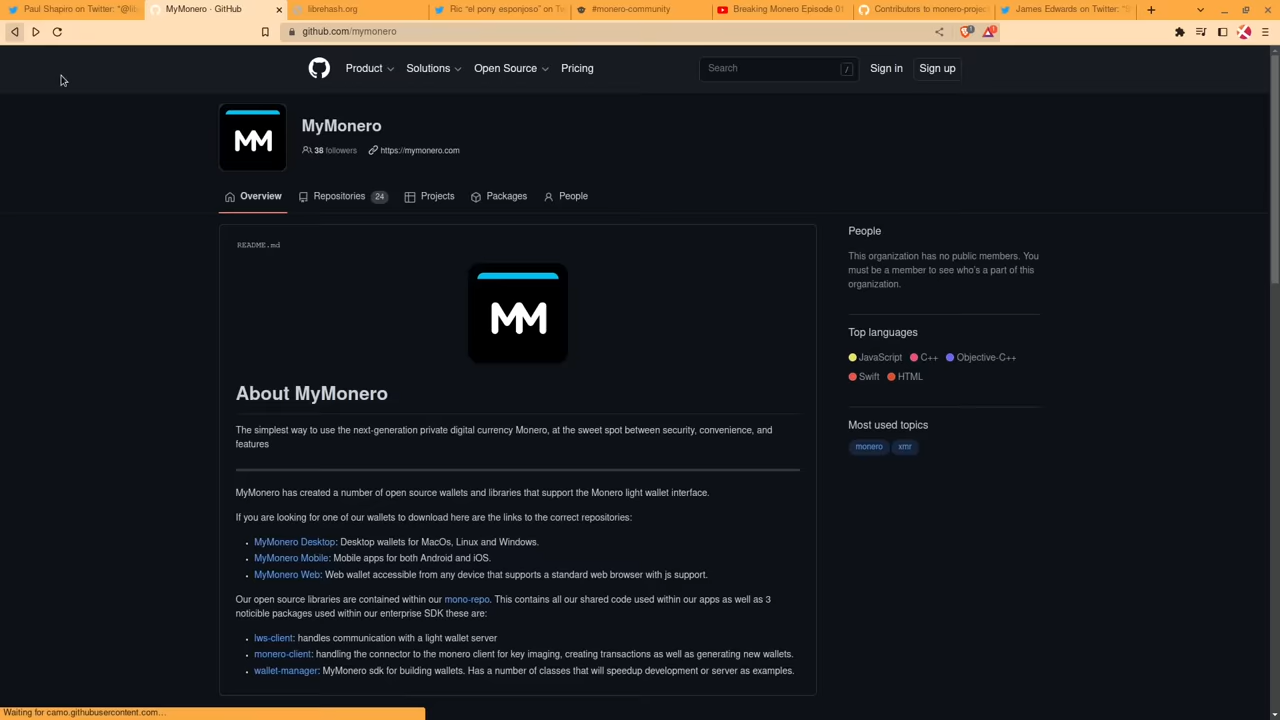 Paul Shapiro on Twitter: "@lib
MyMonero · GitHub
librehash.org
Ric "el pony esponjoso" on Tw
#monero-community
Breaking Monero Episode 01
Contributors to monero-project
James Edwards on Twitter: "S
github.com/mymonero
Product
Solutions
Open Source
Pricing
Search
/
Sign in
Sign up
MM
MyMonero
38 followers
https://mymonero.com
Overview
Repositories 24
Projects
Packages
People
README.md
MM
About MyMonero
The simplest way to use the next-generation private digital currency Monero, at the sweet spot between security, convenience, and
features
MyMonero has created a number of open source wallets and libraries that support the Monero light wallet interface.
If you are looking for one of our wallets to download here are the links to the correct repositories:
MyMonero Desktop: Desktop wallets for MacOs, Linux and Windows.
MyMonero Mobile: Mobile apps for both Android and iOS.
MyMonero Web: Web wallet accessible from any device that supports a standard web browser with js support.
Our open source libraries are contained within our mono-repo. This contains all our shared code used within our apps as well as 3
noticible packages used within our enterprise SDK these are:
lws-client: handles communication with a light wallet server
monero-client: handling the connector to the monero client for key imaging, creating transactions as well as generating new wallets.
wallet-manager: MyMonero sdk for building wallets. Has a number of classes that will speedup development or server as examples.
People
This organization has no public members. You
must be a member to see who's a part of this
organization.
Top languages
JavaScript C++ Objective-C++
Swift HTML
Most used topics
monero xmr
Waiting for camo.githubusercontent.com...